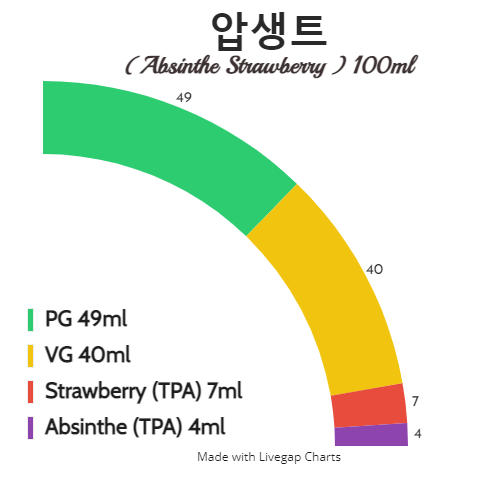 압생트
( Absinthe Strawberry ) 100ml
49
40
7
4
PG 49ml
VG 40ml
Strawberry (TPA) 7ml
Absinthe (TPA) 4ml
Made with Livegap Charts